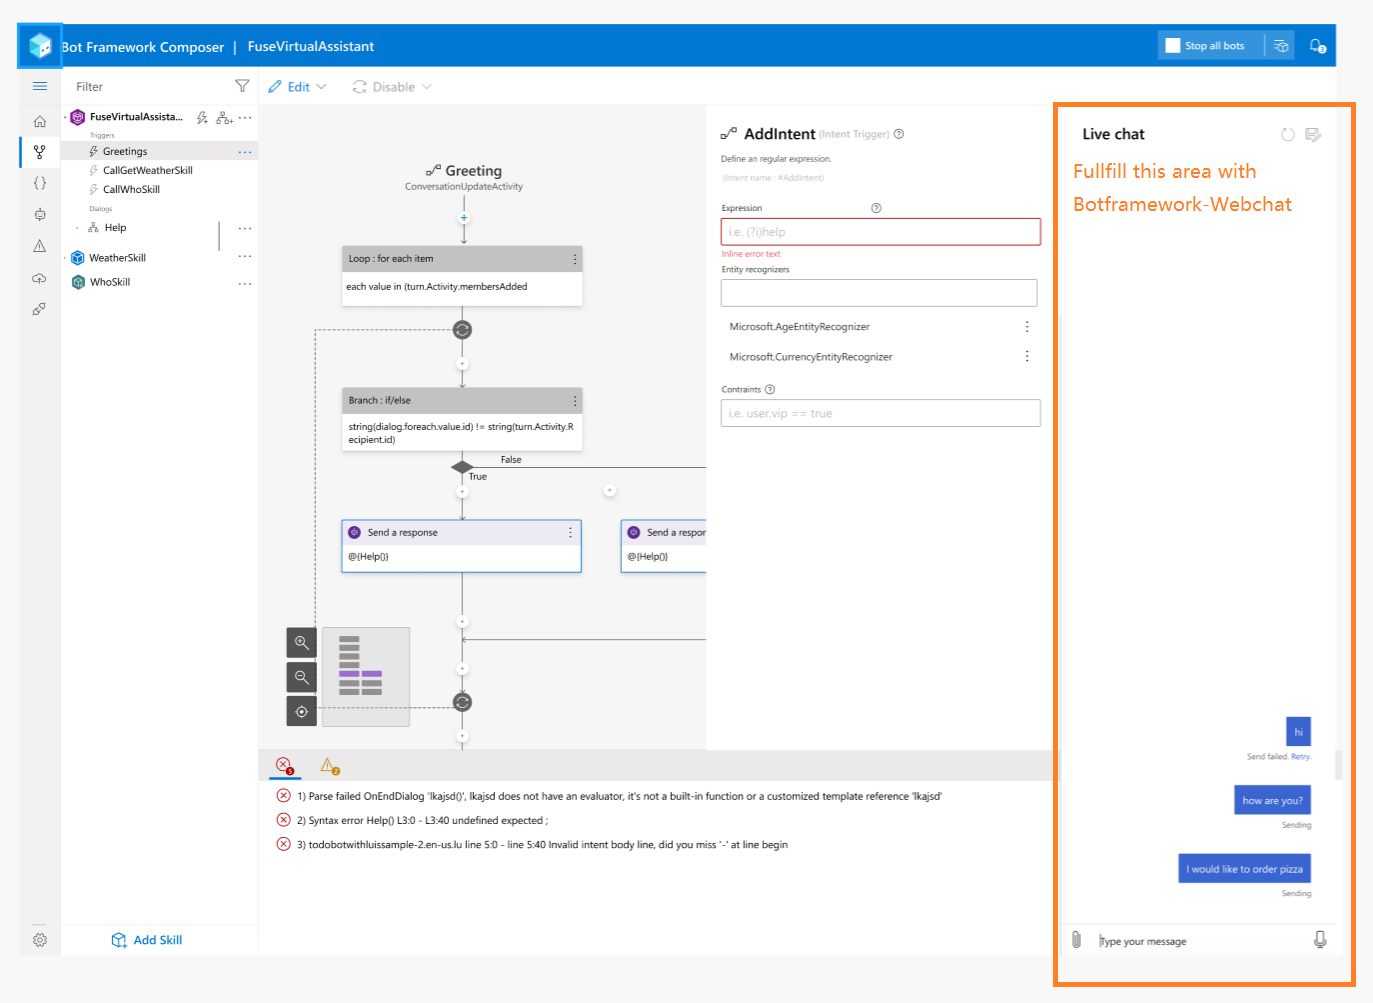 Bot Framework Composer | FuseVirtualAssistant
Stop all bots
3
Filter
Edit
Disable
FuseVirtualAssista...
Triggers
Greetings
CallGetWeatherSkill
CallWhoSkill
Dialogs
Help
WeatherSkill
WhoSkill
Add Skill
Greeting
ConversationUpdateActivity
Loop : for each item
each value in (turn.Activity.membersAdded
Branch : if/else
string(dialog.foreach.value.id) != string(turn.Activity.R
ecipient.id)
False
True
Send a response
@{Help()}
Send a respor
@{Help()}
AddIntent (Intent Trigger)
Define an regular expression.
(Intent name : #AddIntent)
Expression
i.e. (?i)help
Inline error text
Entity recognizers
Microsoft.AgeEntityRecognizer
Microsoft.CurrencyEntityRecognizer
Contraints
i.e. user.vip == true
5
2
1) Parse failed OnEndDialog 'lkajsd()', lkajsd does not have an evaluator, it's not a built-in function or a customized template reference 'lkajsd'
2) Syntax error Help() L3:0 - L3:40 undefined expected ;
3) todobotwithluissample-2.en-us.lu line 5:0 - line 5:40 Invalid intent body line, did you miss '-' at line begin
Live chat
Fullfill this area with
Botframework-Webchat
hi
Send failed. Retry.
how are you?
Sending
I would like to order pizza
Sending
Type your message